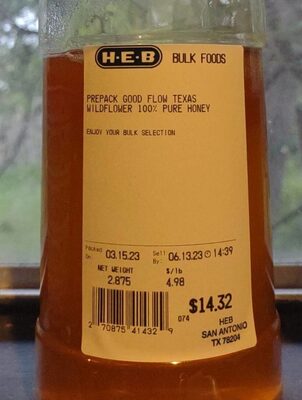 H-E-B BULK FOODS
PREPACK GOOD FLOW TEXAS
WILDFLOWER 100% PURE HONEY
ENJOY YOUR BULK SELECTION
Packed On: 03.15.23 Sell By: 06.13.23 14:39
NET WEIGHT $/lb
2.875 4.98
$14.32
074
2 70875 41432 9
HEB
SAN ANTONIO
TX 78204